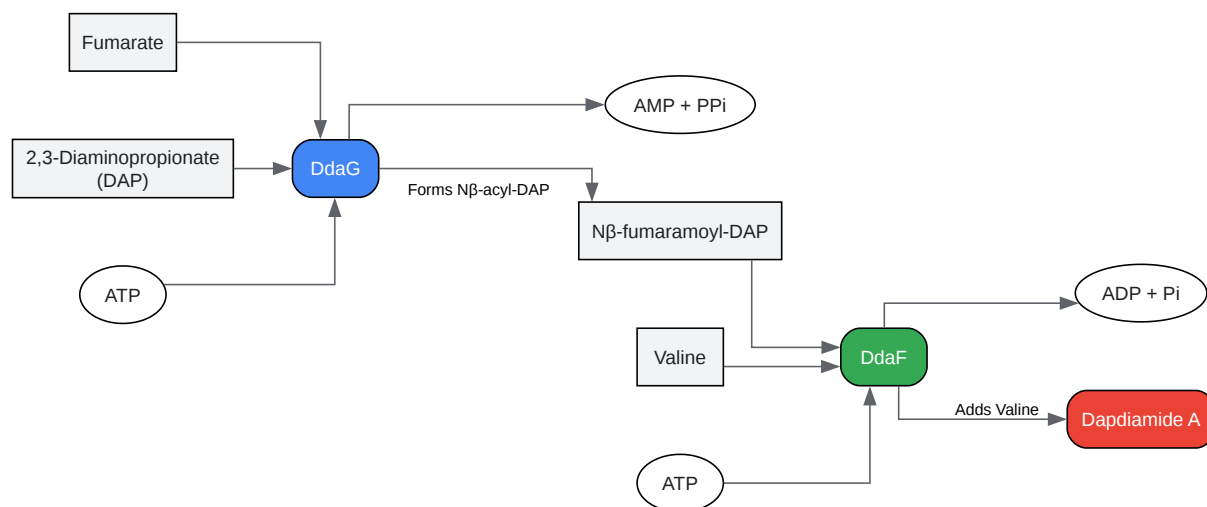 Fumarate
AMP + PPi
2,3-Diaminopropionate
(DAP)
DdaG
Forms Nβ-acyl-DAP
Nβ-fumaramoyl-DAP
ATP
ADP + Pi
Valine
DdaF
Adds Valine
Dapdiamide A
ATP